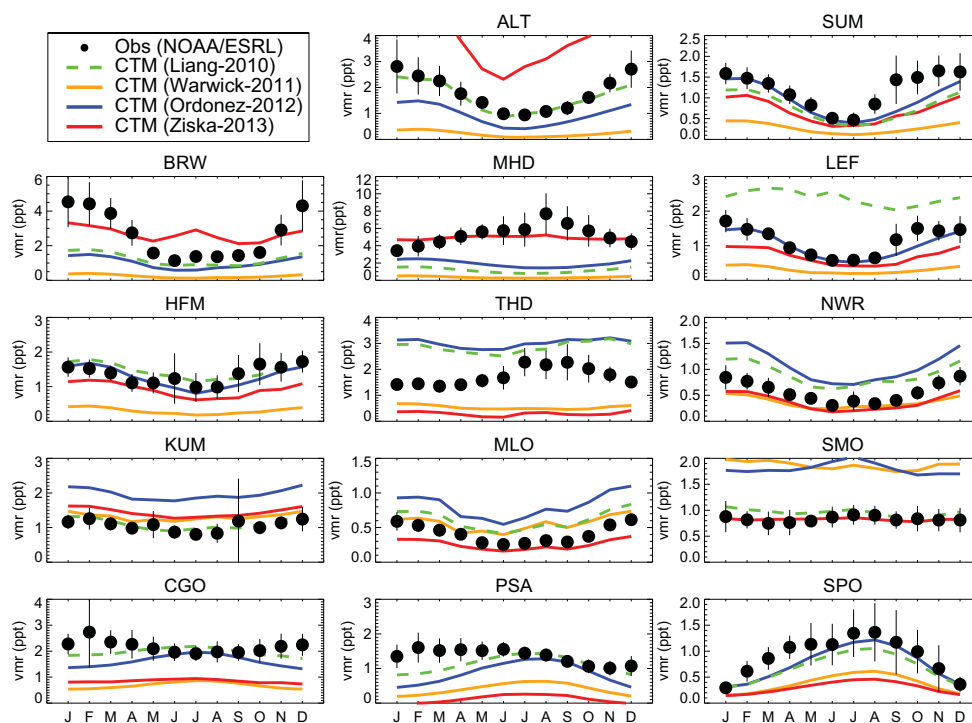 ALT
SUM
Obs (NOAA/ESRL)
CTM (Liang-2010)
CTM (Warwick-2011)
CTM (Ordonez-2012)
CTM (Ziska-2013)
vmr (ppt)
4
3
2
1
0
vmr (ppt)
2.5
2.0
1.5
1.0
0.5
0.0
BRW
MHD
LEF
vmr (ppt)
6
4
2
0
vmr(ppt)
12
10
8
6
4
2
0
vmr (ppt)
3
2
1
0
HFM
THD
NWR
vmr (ppt)
3
2
1
0
vmr (ppt)
4
3
2
1
0
vmr (ppt)
2.0
1.5
1.0
0.5
0.0
KUM
MLO
SMO
vmr (ppt)
3
2
1
0
vmr (ppt)
1.5
1.0
0.5
0.0
vmr (ppt)
2.0
1.5
1.0
0.5
0.0
CGO
PSA
SPO
vmr (ppt)
4
3
2
1
0
vmr (ppt)
3
2
1
0
vmr (ppt)
2.0
1.5
1.0
0.5
0.0
J F M A M J J A S O N D
J F M A M J J A S O N D
J F M A M J J A S O N D